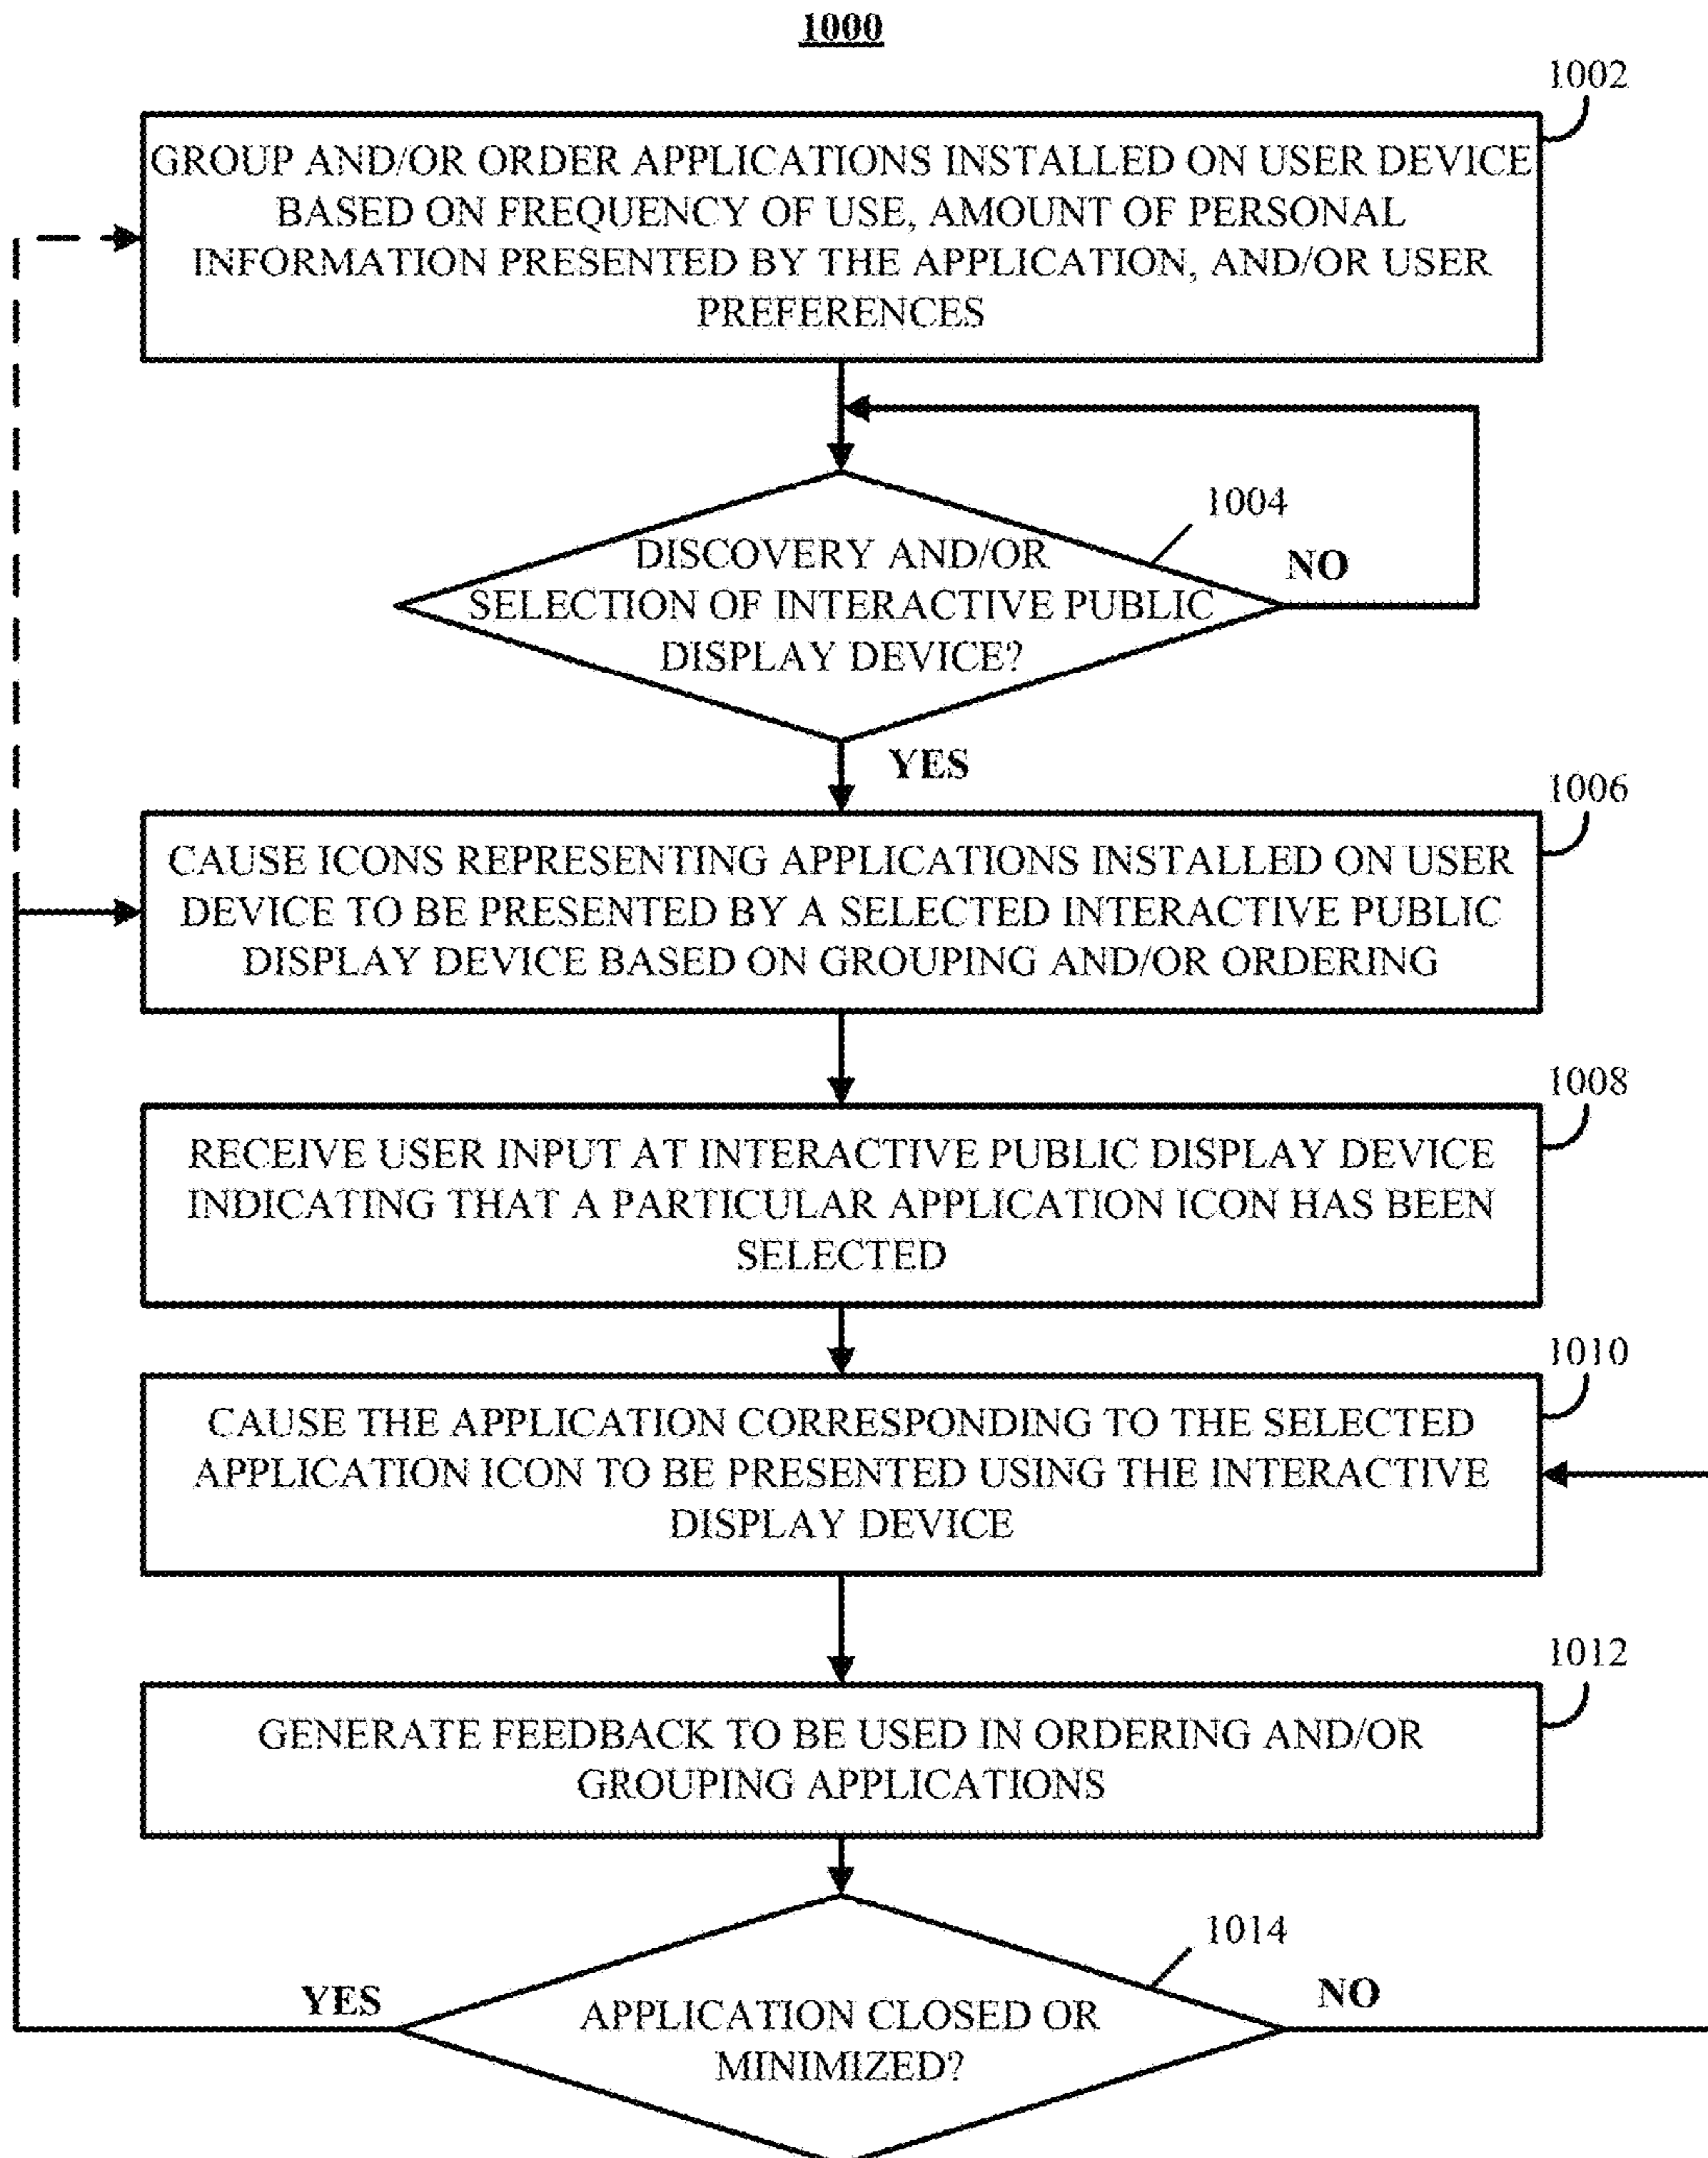 1000
1002
GROUP AND/OR ORDER APPLICATIONS INSTALLED ON USER DEVICE
BASED ON FREQUENCY OF USE, AMOUNT OF PERSONAL
INFORMATION PRESENTED BY THE APPLICATION, AND/OR USER
PREFERENCES
1004
DISCOVERY AND/OR
SELECTION OF INTERACTIVE PUBLIC
DISPLAY DEVICE?
NO
YES
1006
CAUSE ICONS REPRESENTING APPLICATIONS INSTALLED ON USER
DEVICE TO BE PRESENTED BY A SELECTED INTERACTIVE PUBLIC
DISPLAY DEVICE BASED ON GROUPING AND/OR ORDERING
1008
RECEIVE USER INPUT AT INTERACTIVE PUBLIC DISPLAY DEVICE
INDICATING THAT A PARTICULAR APPLICATION ICON HAS BEEN
SELECTED
1010
CAUSE THE APPLICATION CORRESPONDING TO THE SELECTED
APPLICATION ICON TO BE PRESENTED USING THE INTERACTIVE
DISPLAY DEVICE
1012
GENERATE FEEDBACK TO BE USED IN ORDERING AND/OR
GROUPING APPLICATIONS
1014
YES
NO
APPLICATION CLOSED OR
MINIMIZED?